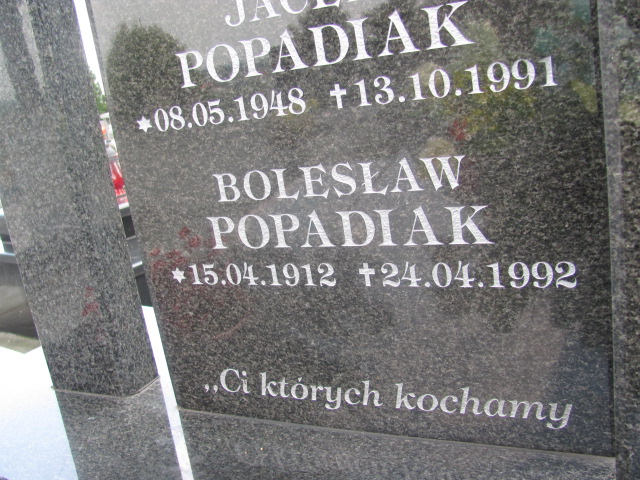 POPADIAK
*08.05.1948 ✝13.10.1991
BOLESŁAW
POPADIAK
*15.04.1912 ✝24.04.1992
„Ci których kochamy